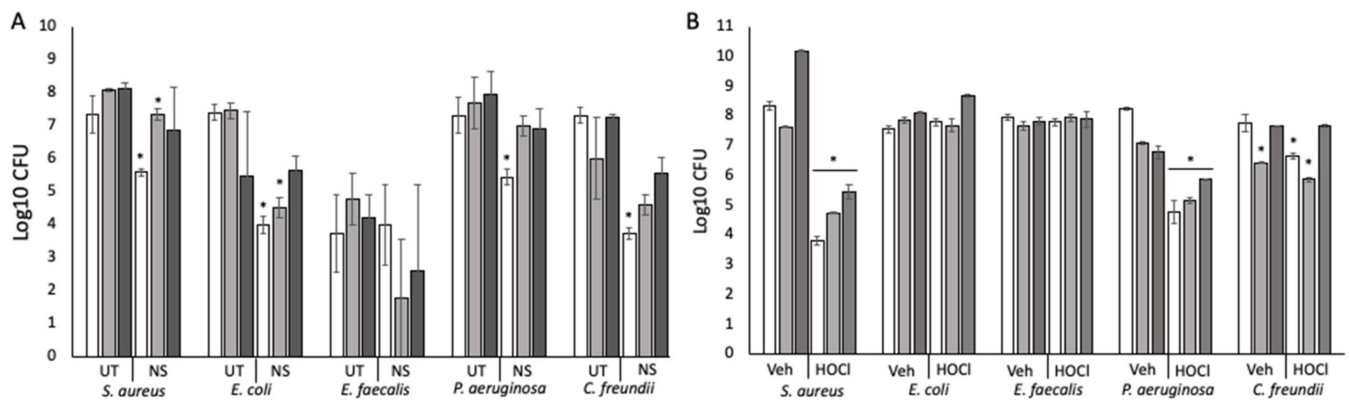 A
Log10 CFU
10
9
8
7
6
5
4
3
2
1
0
* * * * * *
UT NS UT NS UT NS UT NS UT NS
S. aureus E. coli E. faecalis P. aeruginosa C. freundii
B
Log10 CFU
11
10
9
8
7
6
5
4
3
2
1
0
* * * * *
Veh HOCl Veh HOCl Veh HOCl Veh HOCl Veh HOCl
S. aureus E. coli E. faecalis P. aeruginosa C. freundii